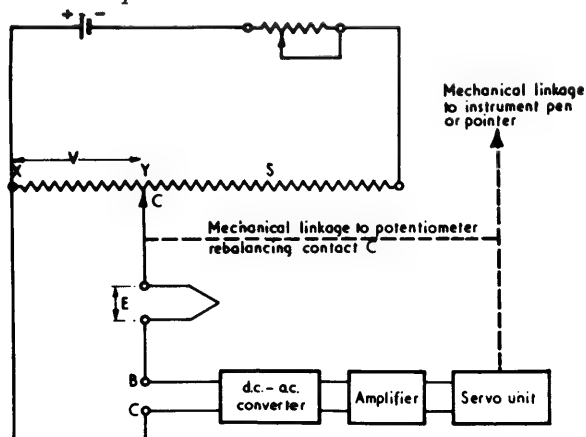 + -
Mechanical linkage
to instrument pen
or pointer
V
X Y S
C
Mechanical linkage to potentiometer
rebalancing contact C
E
B
C
d.c.-a.c.
converter
Amplifier
Servo unit